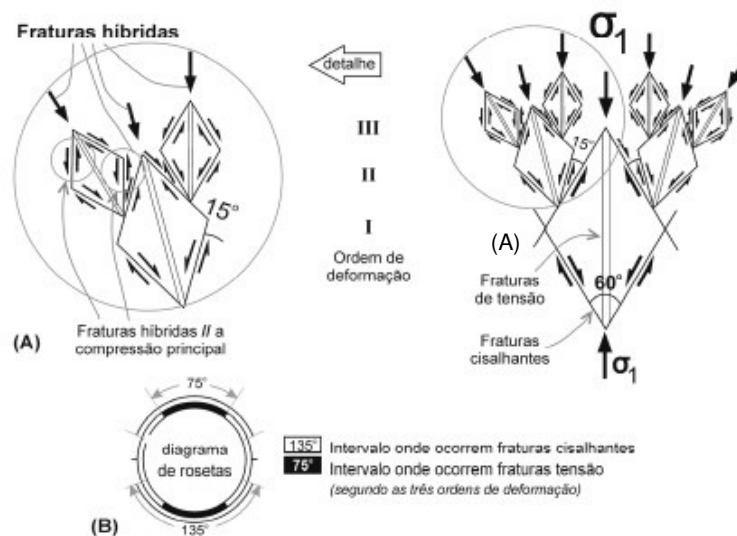 Fraturas híbridas
detalhe
σ1
III
II
I
Ordem de
deformação
15°
15°
(A)
60°
Fraturas
de tensão
Fraturas
cisalhantes
σ1
Fraturas híbridas // a
compressão principal
(A)
75°
diagrama
de rosetas
135°
(B)
135° Intervalo onde ocorrem fraturas cisalhantes
75° Intervalo onde ocorrem fraturas tensão
(segundo as três ordens de deformação)